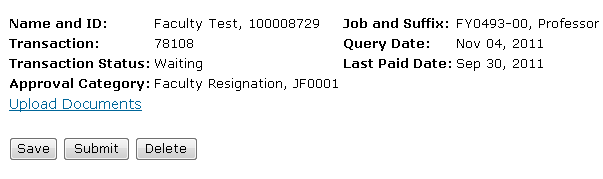 Name and ID: Faculty Test, 100008729 Job and Suffix: FY0493-00, Professor
Transaction: 78108 Query Date: Nov 04, 2011
Transaction Status: Waiting Last Paid Date: Sep 30, 2011
Approval Category: Faculty Resignation, JF0001
Upload Documents
Save Submit Delete